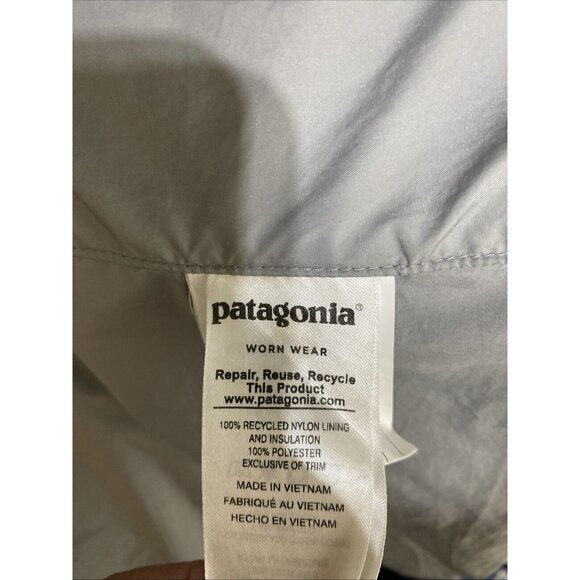 patagonia®
WORN WEAR
Repair, Reuse, Recycle
This Product
www.patagonia.com
100% RECYCLED NYLON LINING
AND INSULATION
100% POLYESTER
EXCLUSIVE OF TRIM
MADE IN VIETNAM
FABRIQUÉ AU VIETNAM
HECHO EN VIETNAM